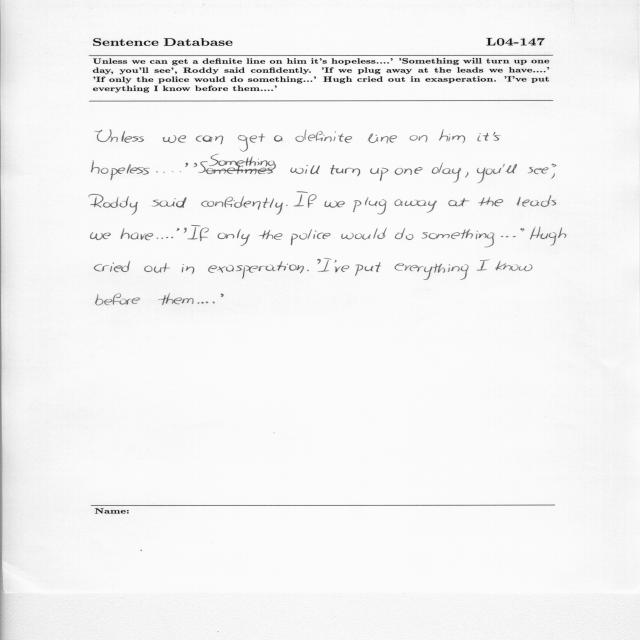 Sentence Database L04-147
Unless we can get a definite line on him it's hopeless....' 'Something will turn up one
day, you'll see', Roddy said confidently. 'If we plug away at the leads we have....'
'If only the police would do something...' Hugh cried out in exasperation. 'I've put
everything I know before them....'
'Unless we can get a definite line on him it's
hopeless ....' 'Sometimes Something will turn up one day, you'll see',
Roddy said confidently. If we plug away at the leads
we have....' 'If only the police would do something...' Hugh
cried out in exasperation. 'I've put everything I know
before them....'
Name: